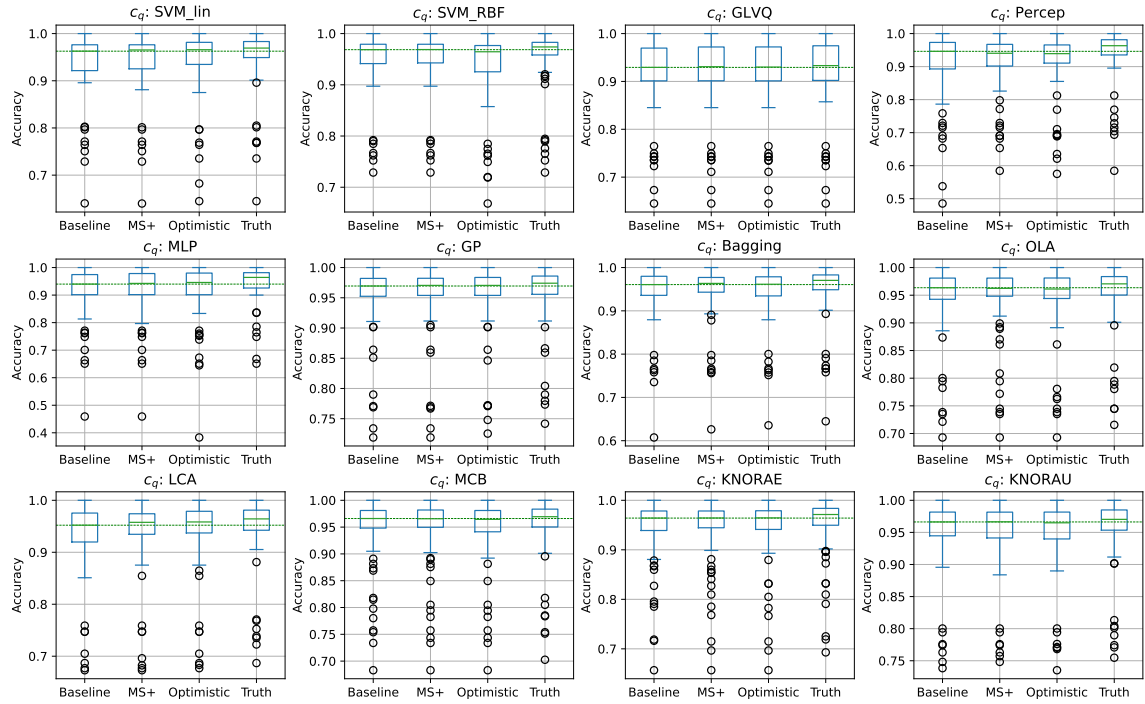 c_q: SVM_lin
1.0
0.9
0.8
0.7
Accuracy
Baseline MS+ Optimistic Truth
c_q: SVM_RBF
1.0
0.9
0.8
0.7
Accuracy
Baseline MS+ Optimistic Truth
c_q: GLVQ
1.0
0.9
0.8
0.7
Accuracy
Baseline MS+ Optimistic Truth
c_q: Percep
1.0
0.9
0.8
0.7
0.6
0.5
Accuracy
Baseline MS+ Optimistic Truth
c_q: MLP
1.0
0.9
0.8
0.7
0.6
0.5
0.4
Accuracy
Baseline MS+ Optimistic Truth
c_q: GP
1.00
0.95
0.90
0.85
0.80
0.75
Accuracy
Baseline MS+ Optimistic Truth
c_q: Bagging
1.0
0.9
0.8
0.7
0.6
Accuracy
Baseline MS+ Optimistic Truth
c_q: OLA
1.00
0.95
0.90
0.85
0.80
0.75
0.70
Accuracy
Baseline MS+ Optimistic Truth
c_q: LCA
1.0
0.9
0.8
0.7
Accuracy
Baseline MS+ Optimistic Truth
c_q: MCB
1.00
0.95
0.90
0.85
0.80
0.75
0.70
Accuracy
Baseline MS+ Optimistic Truth
c_q: KNORAE
1.0
0.9
0.8
0.7
Accuracy
Baseline MS+ Optimistic Truth
c_q: KNORAU
1.00
0.95
0.90
0.85
0.80
0.75
Accuracy
Baseline MS+ Optimistic Truth